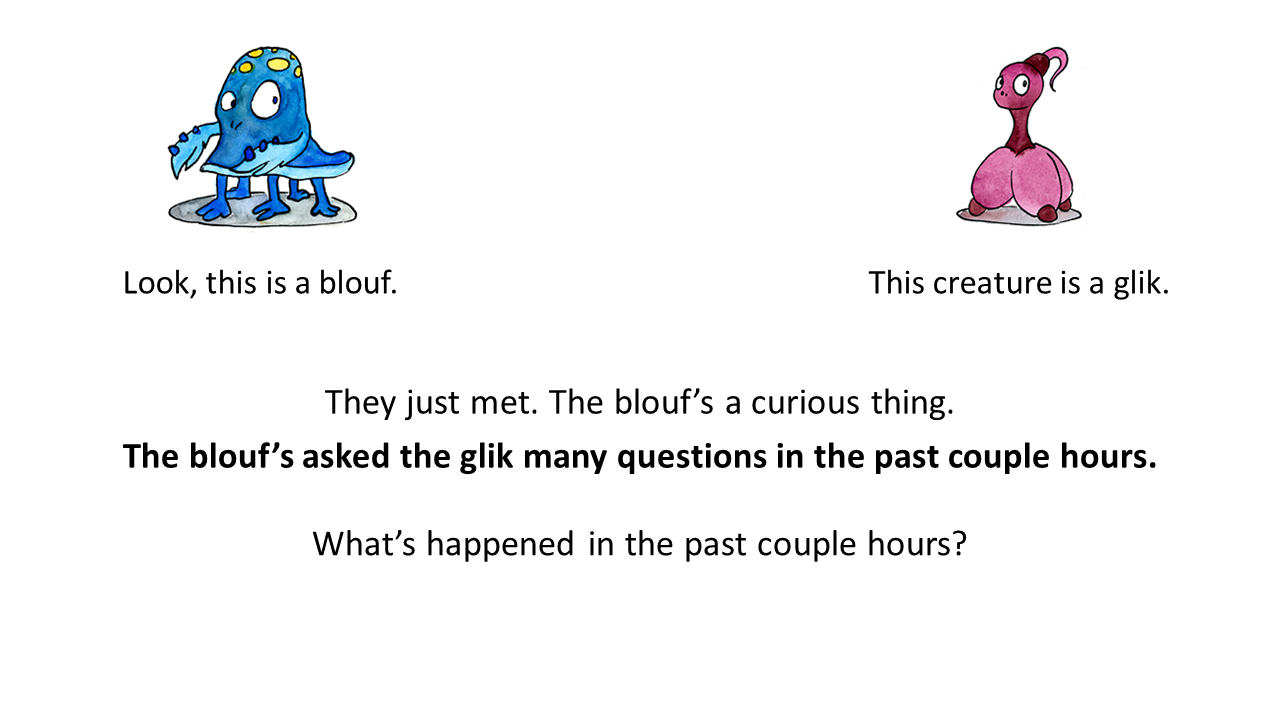 Look, this is a blouf.
This creature is a glik.
They just met. The blouf’s a curious thing.
The blouf’s asked the glik many questions in the past couple hours.
What’s happened in the past couple hours?